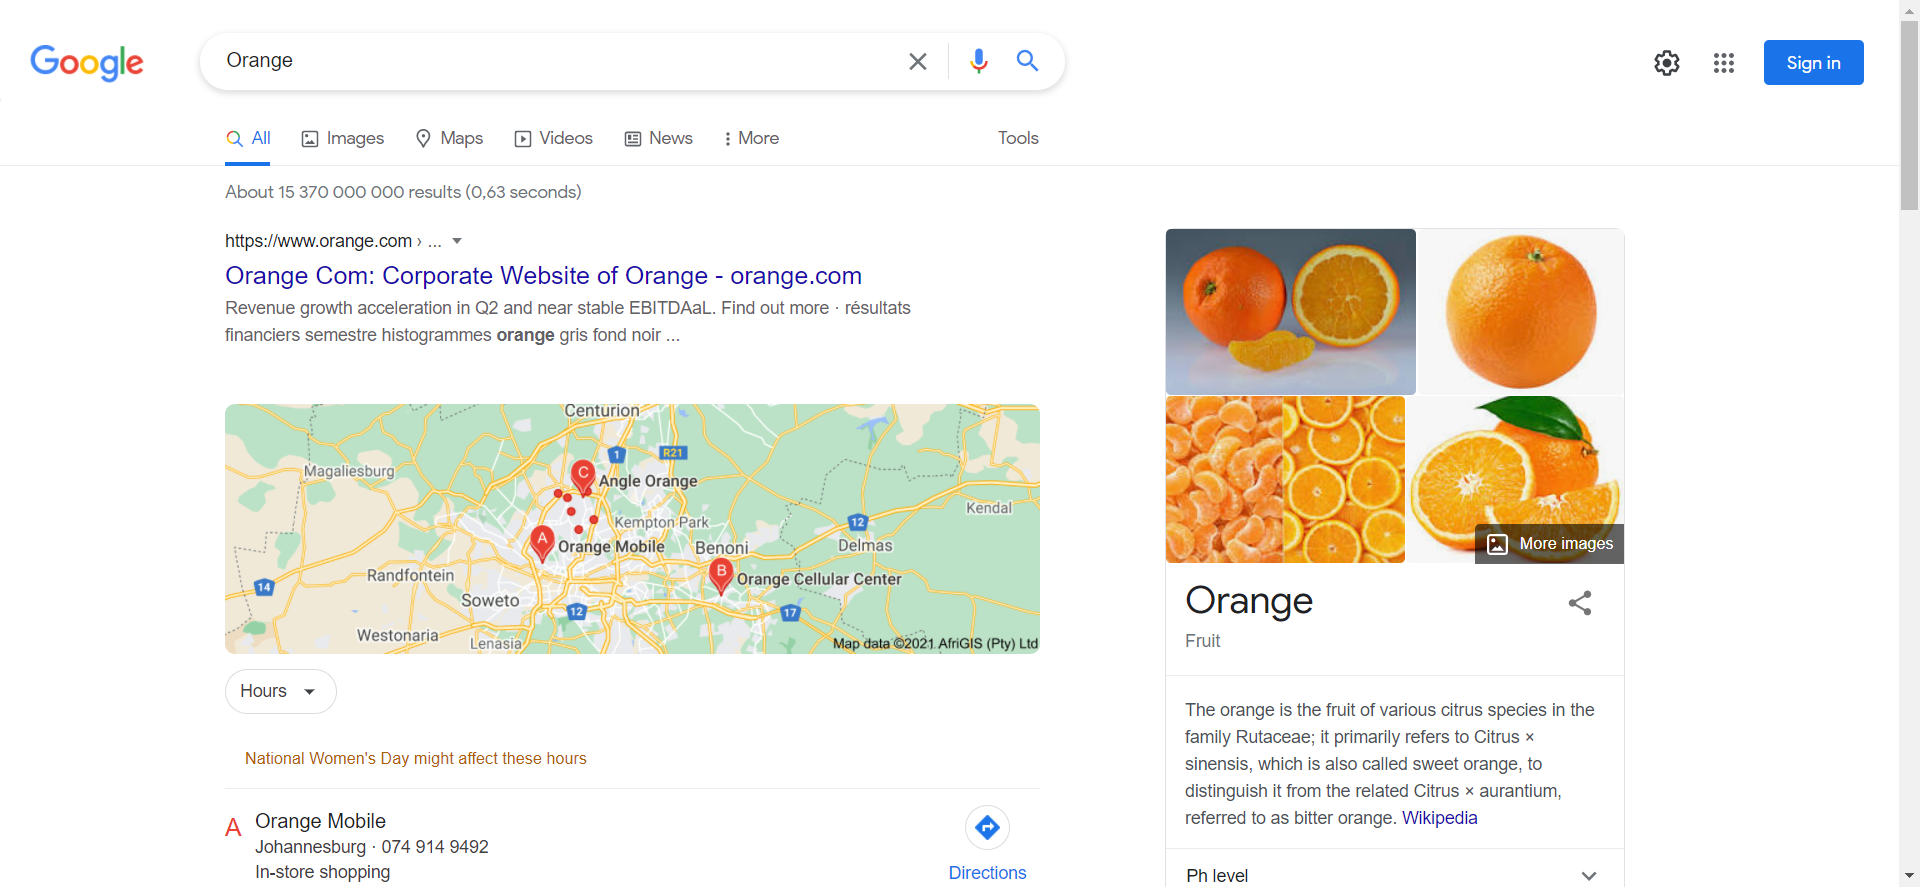 Google
Orange
Sign in
All
Images
Maps
Videos
News
More
Tools
About 15 370 000 000 results (0,63 seconds)
https://www.orange.com › ...
Orange Com: Corporate Website of Orange - orange.com
Revenue growth acceleration in Q2 and near stable EBITDAaL. Find out more · résultats
financiers semestre histogrammes orange gris fond noir ...
Centurion
1
R21
Magaliesburg
C
Angle Orange
Kendal
Kempton Park
12
A
Orange Mobile
Benoni
Delmas
Randfontein
B
Orange Cellular Center
14
Soweto
12
17
Westonaria
Lenasia
Map data ©2021 AfriGIS (Pty) Ltd
Hours
National Women's Day might affect these hours
A
Orange Mobile
Johannesburg · 074 914 9492
In-store shopping
Directions
More images
Orange
Fruit
The orange is the fruit of various citrus species in the
family Rutaceae; it primarily refers to Citrus ×
sinensis, which is also called sweet orange, to
distinguish it from the related Citrus × aurantium,
referred to as bitter orange. Wikipedia
Ph level